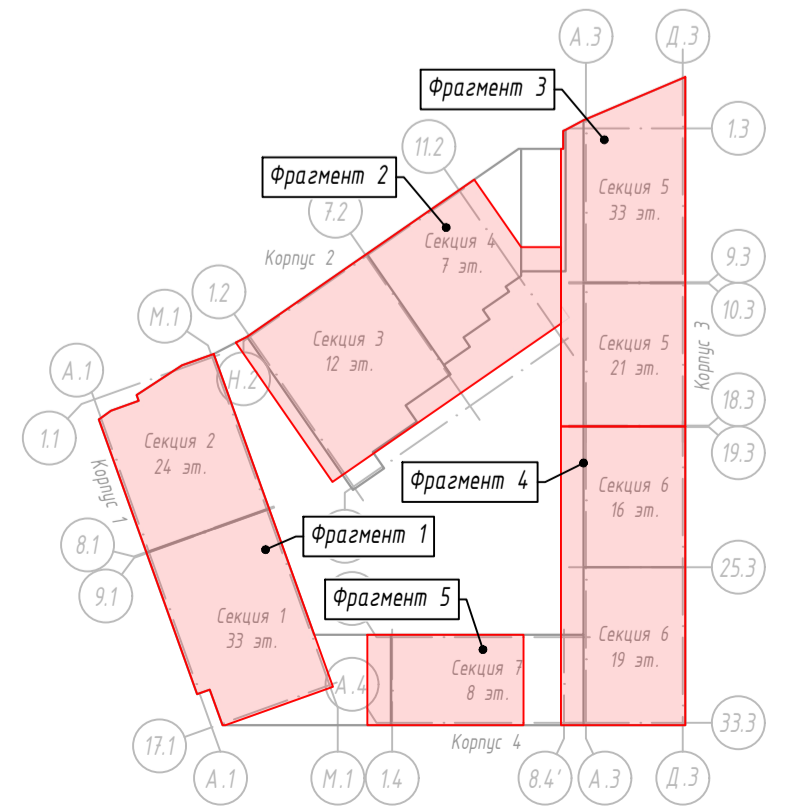 А.3
Д.3
Фрагмент 3
1.3
11.2
Фрагмент 2
Секция 5
33 эт.
7.2
Секция 4
7 эт.
Корпус 2
9.3
1.2
10.3
М.1
Секция 3
12 эт.
Секция 5
21 эт.
Корпус 3
А.1
Н.2
18.3
1.1
Секция 2
24 эт.
19.3
Корпус 1
Фрагмент 4
Секция 6
16 эт.
8.1
Фрагмент 1
25.3
9.1
Фрагмент 5
Секция 1
33 эт.
Секция 6
19 эт.
Секция 7
8 эт.
А.4
33.3
17.1
Корпус 4
А.1
М.1
1.4
8.4'
А.3
Д.3